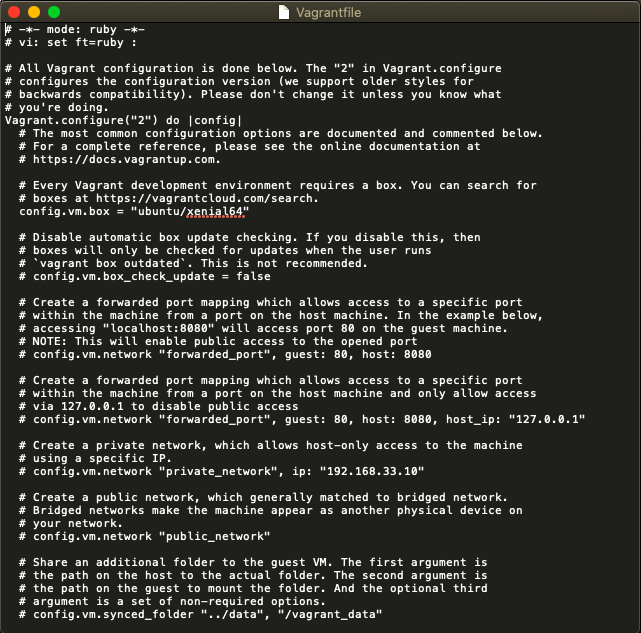 Vagrantfile
# -*- mode: ruby -*-
# vi: set ft=ruby :
# All Vagrant configuration is done below. The "2" in Vagrant.configure
# configures the configuration version (we support older styles for
# backwards compatibility). Please don't change it unless you know what
# you're doing.
Vagrant.configure("2") do |config|
# The most common configuration options are documented and commented below.
# For a complete reference, please see the online documentation at
# https://docs.vagrantup.com.
# Every Vagrant development environment requires a box. You can search for
# boxes at https://vagrantcloud.com/search.
config.vm.box = "ubuntu/xenial64"
# Disable automatic box update checking. If you disable this, then
# boxes will only be checked for updates when the user runs
# `vagrant box outdated`. This is not recommended.
# config.vm.box_check_update = false
# Create a forwarded port mapping which allows access to a specific port
# within the machine from a port on the host machine. In the example below,
# accessing "localhost:8080" will access port 80 on the guest machine.
# NOTE: This will enable public access to the opened port
# config.vm.network "forwarded_port", guest: 80, host: 8080
# Create a forwarded port mapping which allows access to a specific port
# within the machine from a port on the host machine and only allow access
# via 127.0.0.1 to disable public access
# config.vm.network "forwarded_port", guest: 80, host: 8080, host_ip: "127.0.0.1"
# Create a private network, which allows host-only access to the machine
# using a specific IP.
# config.vm.network "private_network", ip: "192.168.33.10"
# Create a public network, which generally matched to bridged network.
# Bridged networks make the machine appear as another physical device on
# your network.
# config.vm.network "public_network"
# Share an additional folder to the guest VM. The first argument is
# the path on the host to the actual folder. The second argument is
# the path on the guest to mount the folder. And the optional third
# argument is a set of non-required options.
# config.vm.synced_folder "../data", "/vagrant_data"